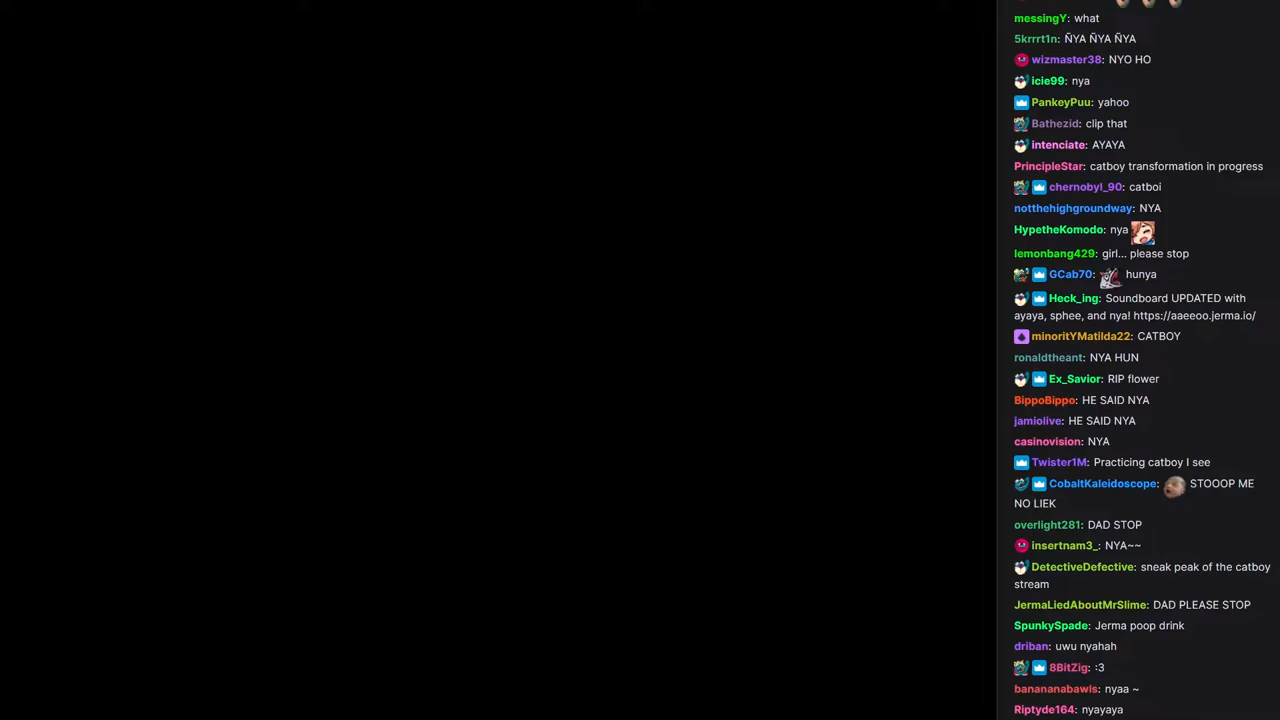 messingY: what
5krrrt1n: ÑYA ÑYA ÑYA
wizmaster38: NYO HO
icie99: nya
PankeyPuu: yahoo
Bathezid: clip that
intenciate: AYAYA
PrincipleStar: catboy transformation in progress
chernobyl_90: catboi
notthehighgroundway: NYA
HypetheKomodo: nya
lemonbang429: girl... please stop
GCab70: hunya
Heck_ing: Soundboard UPDATED with
ayaya, sphee, and nya! https://aaeeoo.jerma.io/
minoritYMatilda22: CATBOY
ronaldtheant: NYA HUN
Ex_Savior: RIP flower
BippoBippo: HE SAID NYA
jamiolive: HE SAID NYA
casinovision: NYA
Twister1M: Practicing catboy I see
CobaltKaleidoscope: STOOOP ME
NO LIEK
overlight281: DAD STOP
insertnam3_: NYA~~
DetectiveDefective: sneak peak of the catboy
stream
JermaLiedAboutMrSlime: DAD PLEASE STOP
SpunkySpade: Jerma poop drink
driban: uwu nyahah
8BitZig: :3
banananabawls: nyaa ~
Riptyde164: nyayaya